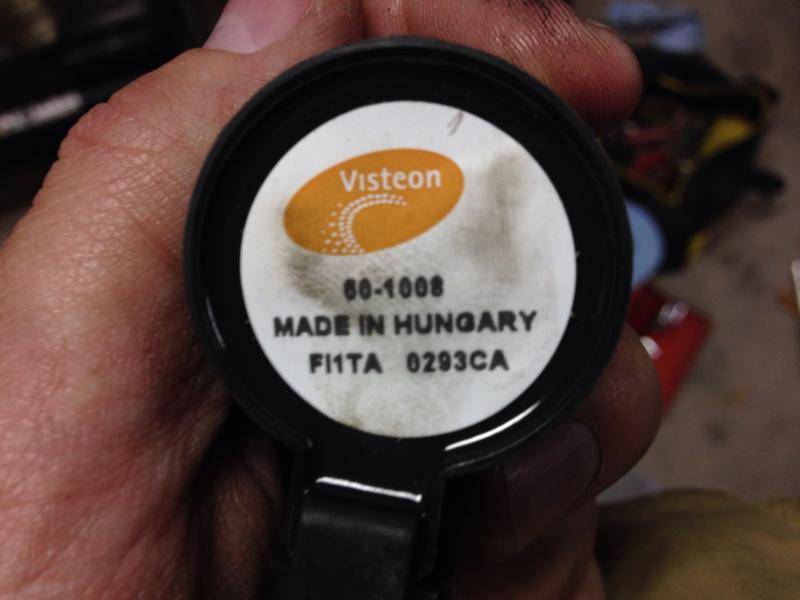 Visteon
60-1008
MADE IN HUNGARY
FI1TA 0293CA